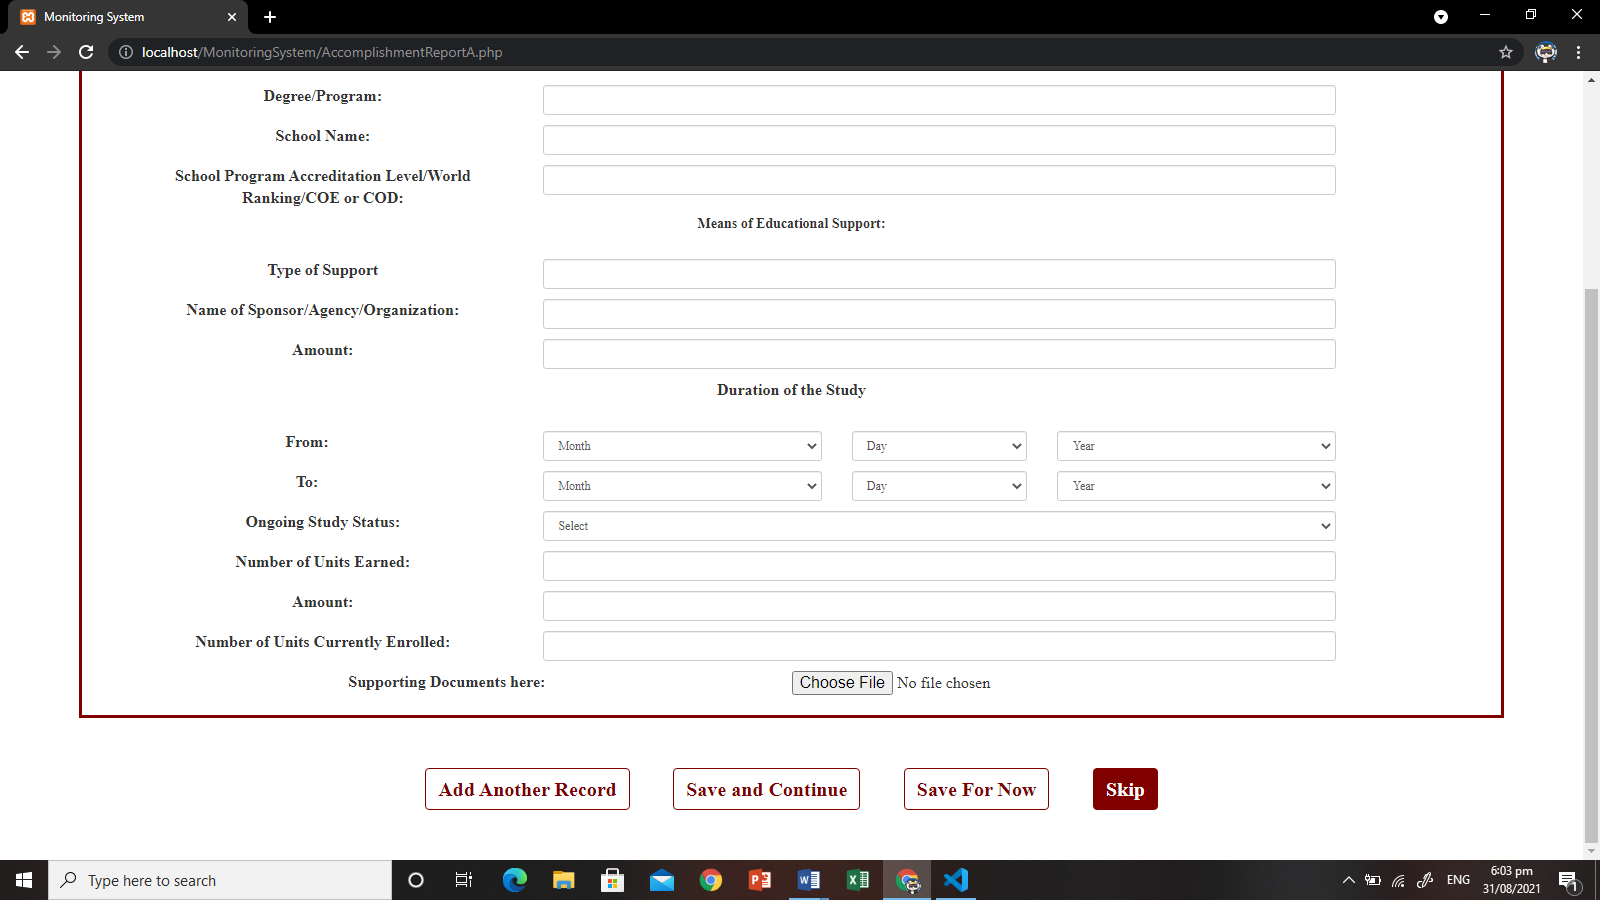 Monitoring System
localhost/MonitoringSystem/AccomplishmentReportA.php
Degree/Program:
School Name:
School Program Accreditation Level/World
Ranking/COE or COD:
Means of Educational Support:
Type of Support
Name of Sponsor/Agency/Organization:
Amount:
Duration of the Study
From: Month Day Year
To: Month Day Year
Ongoing Study Status: Select
Number of Units Earned:
Amount:
Number of Units Currently Enrolled:
Supporting Documents here: Choose File No file chosen
Add Another Record Save and Continue Save For Now Skip
Type here to search
ENG
6:03 pm
31/08/2021
1